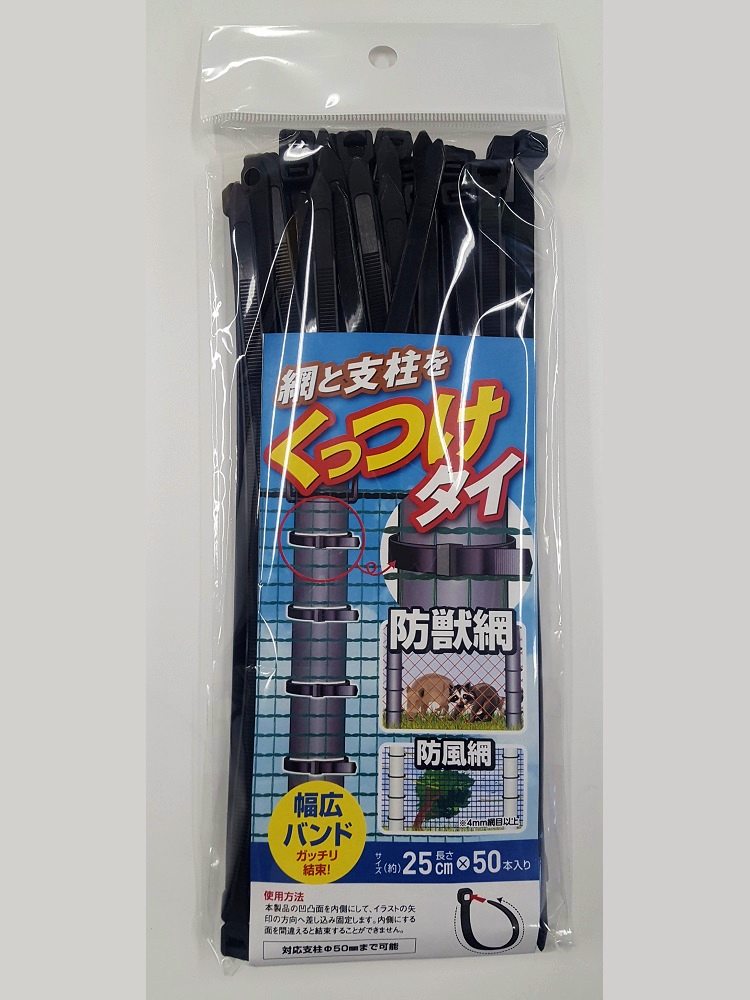 網と支柱を
くっつけ
タイ
防獣網
防風網
※4mm網目以上
幅広
バンド
ガッチリ
結束!
サイズ(約)長さ25cm×50本入り
使用方法
本製品の凹凸面を内側にして、イラストの矢
印の方向へ差し込み固定します。内側にする
面を間違えると結束することができません。
対応支柱Φ50mmまで可能